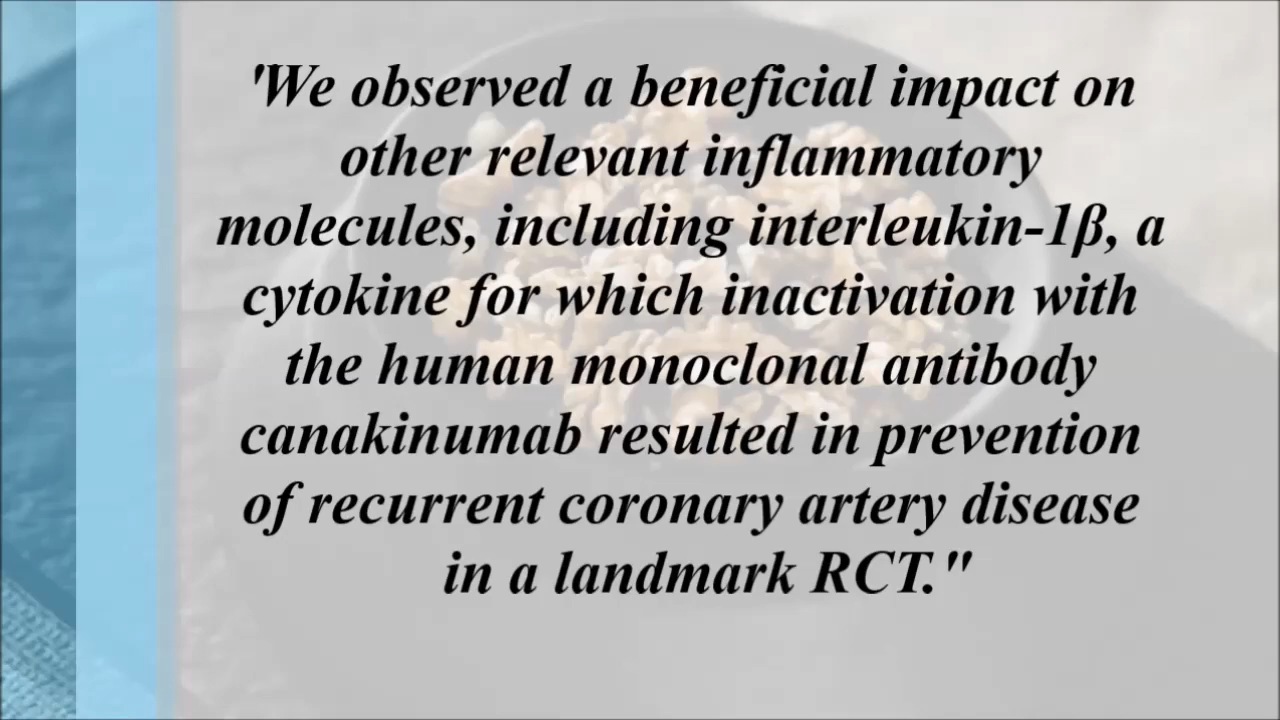 'We observed a beneficial impact on
other relevant inflammatory
molecules, including interleukin-1β, a
cytokine for which inactivation with
the human monoclonal antibody
canakinumab resulted in prevention
of recurrent coronary artery disease
in a landmark RCT."